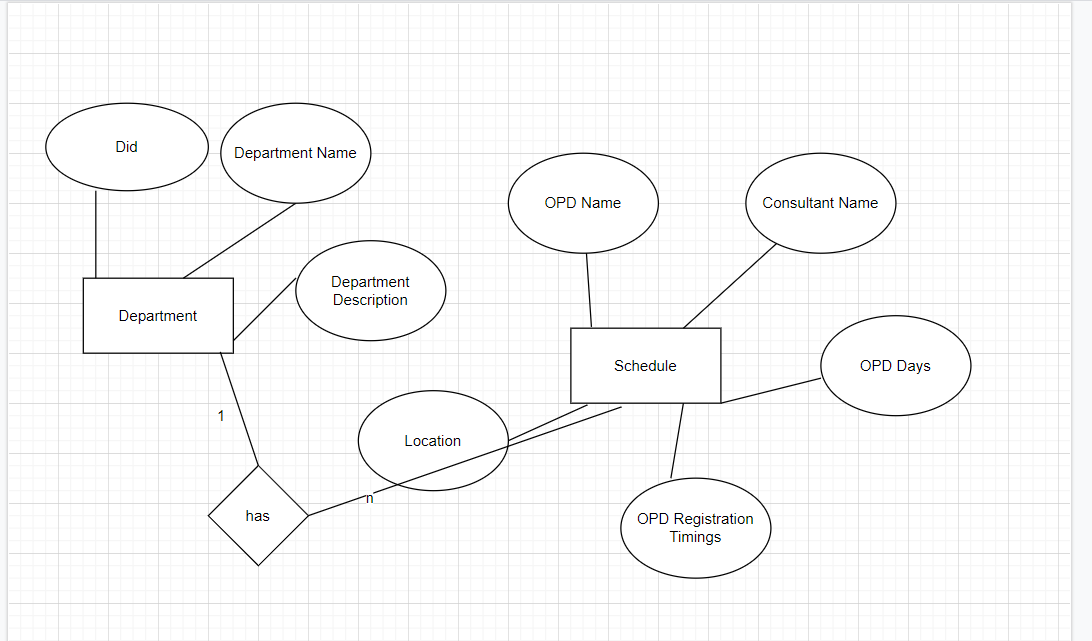 Did
Department Name
OPD Name
Consultant Name
Department
Description
Department
Schedule
OPD Days
1
Location
n
has
OPD Registration
Timings